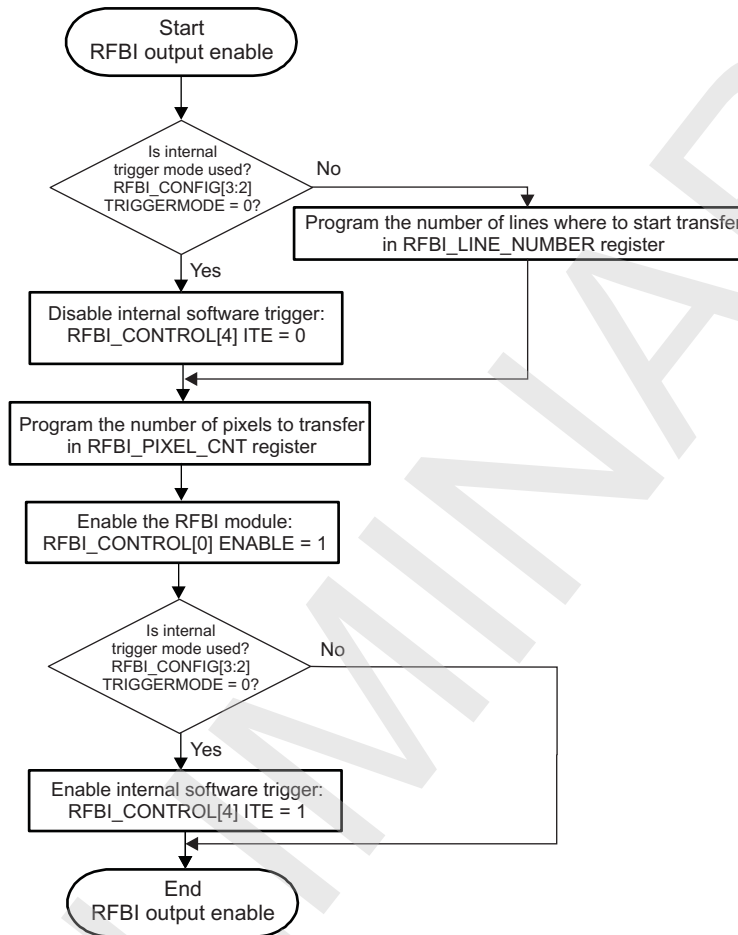 Start
RFBI output enable
Is internal
trigger mode used?
RFBI_CONFIG[3:2]
TRIGGERMODE = 0?
No
Program the number of lines where to start transfer
in RFBI_LINE_NUMBER register
Yes
Disable internal software trigger:
RFBI_CONTROL[4] ITE = 0
Program the number of pixels to transfer
in RFBI_PIXEL_CNT register
Enable the RFBI module:
RFBI_CONTROL[0] ENABLE = 1
Is internal
trigger mode used?
RFBI_CONFIG[3:2]
TRIGGERMODE = 0?
No
Yes
Enable internal software trigger:
RFBI_CONTROL[4] ITE = 1
End
RFBI output enable